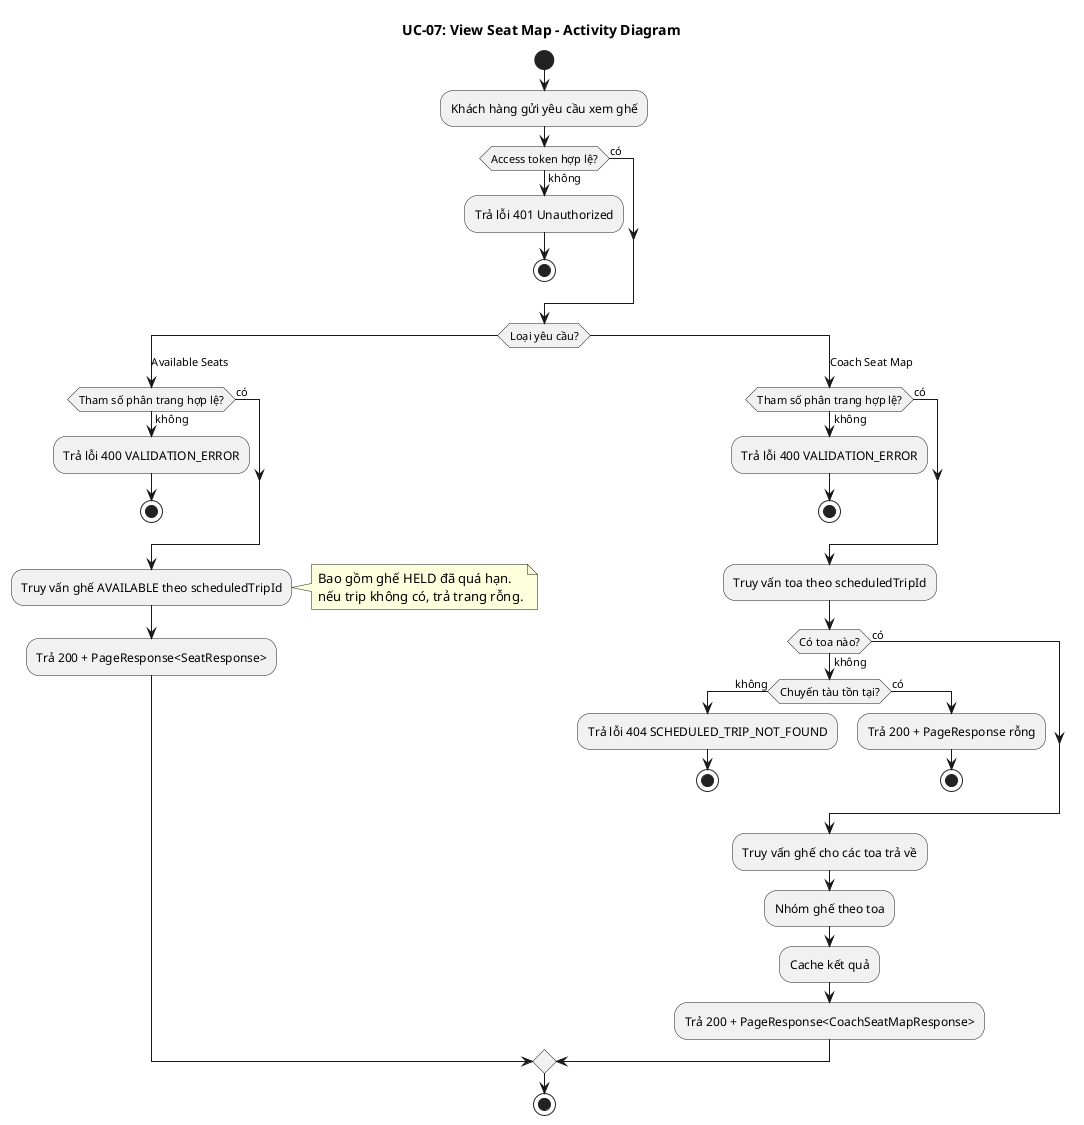 UC-07: View Seat Map - Activity Diagram
Khách hàng gửi yêu cầu xem ghế
Access token hợp lệ?
có
không
Trả lỗi 401 Unauthorized
Loại yêu cầu?
Available Seats
Tham số phân trang hợp lệ?
có
không
Trả lỗi 400 VALIDATION_ERROR
Truy vấn ghế AVAILABLE theo scheduledTripId
Bao gồm ghế HELD đã quá hạn.
nếu trip không có, trả trang rỗng.
Trả 200 + PageResponse<SeatResponse>
Coach Seat Map
Tham số phân trang hợp lệ?
có
không
Trả lỗi 400 VALIDATION_ERROR
Truy vấn toa theo scheduledTripId
Có toa nào?
có
không
Chuyến tàu tồn tại?
không
có
Trả lỗi 404 SCHEDULED_TRIP_NOT_FOUND
Trả 200 + PageResponse rỗng
Truy vấn ghế cho các toa trả về
Nhóm ghế theo toa
Cache kết quả
Trả 200 + PageResponse<CoachSeatMapResponse>